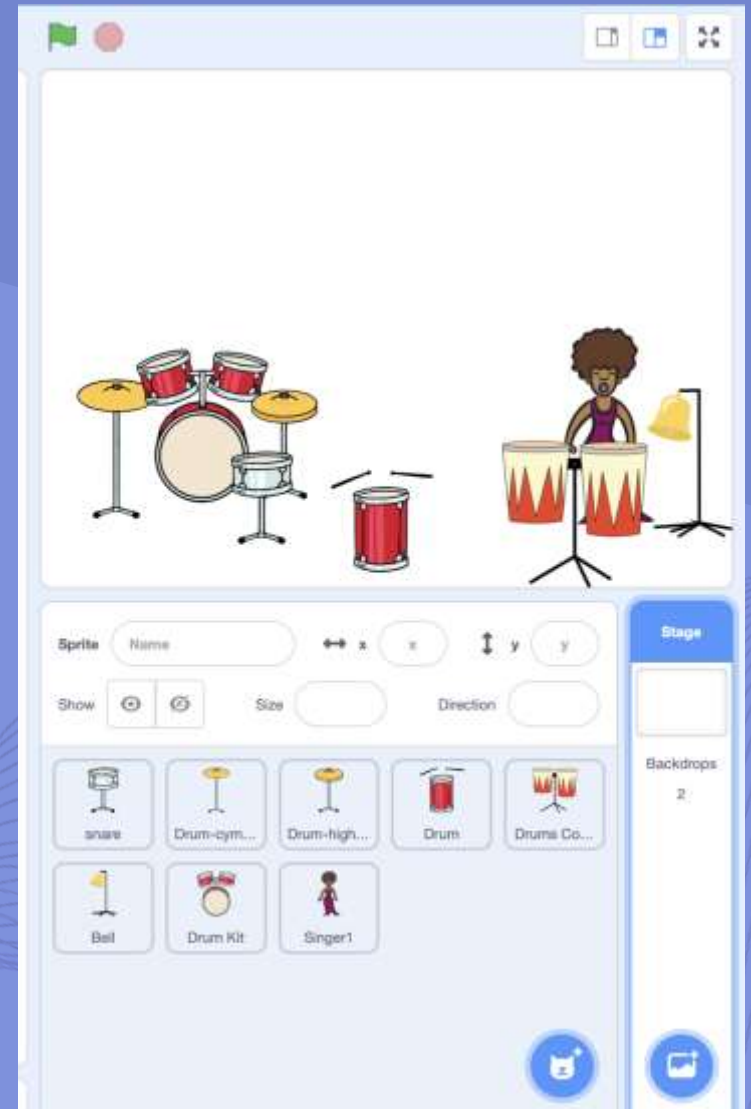 Sprite Name x x y y
Stage
Show Size Direction
Backdrops
2
snare Drum-cym... Drum-high... Drum Drums Co...
Bell Drum Kit Singer1